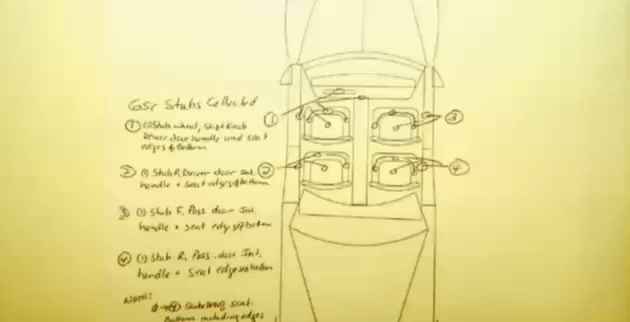 GSR Stubs Collected
① (1) Stub wheel, Shift Knob
Driver door handle and seat
edges & bottom
② (1) Stub R, Driver door Int,
handle + seat edges & bottom
③ (1) Stub F, Pass door Int,
handle + seat edges & bottom
④ (1) Stub R, Pass. door Int,
handle + seat edges & bottom
NOTE:
seat
bottom including edges
1
2
3
4